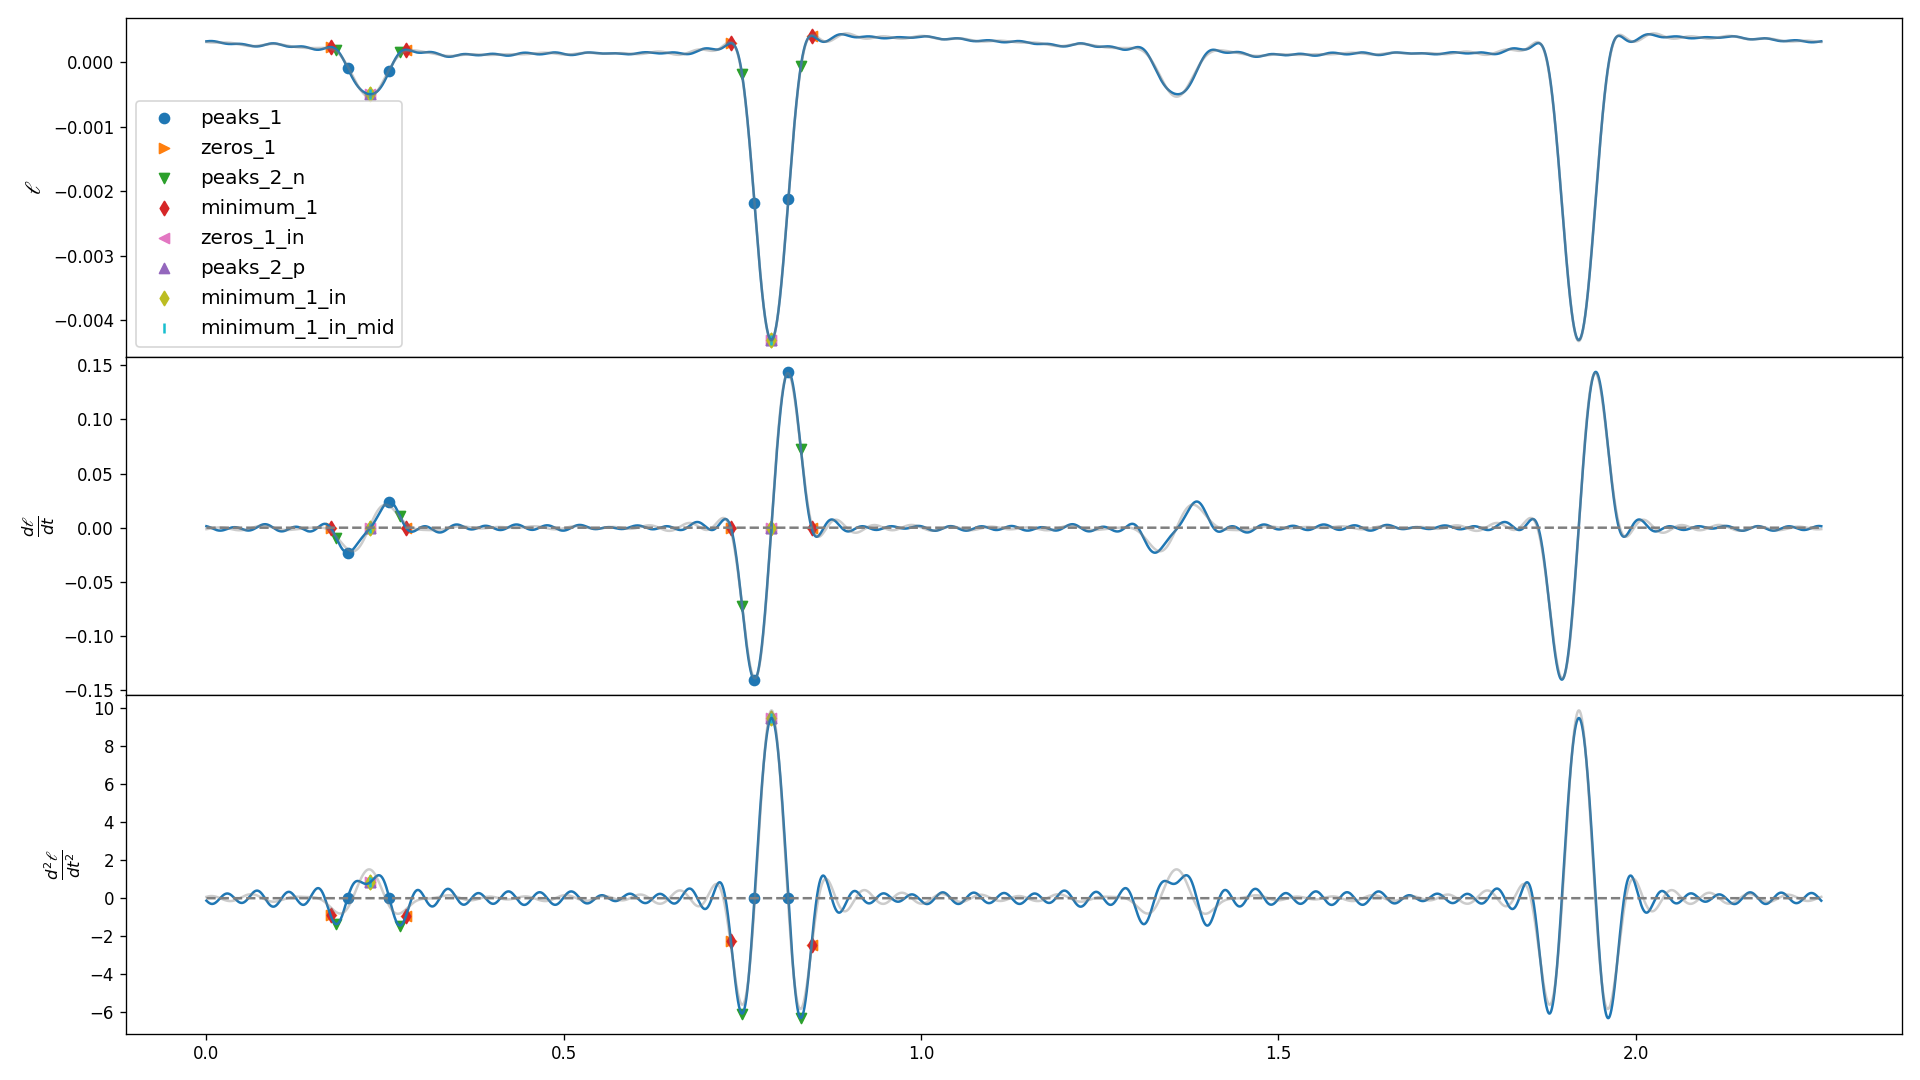 0.000
−0.001
−0.002
−0.003
−0.004
ℓ
peaks_1
zeros_1
peaks_2_n
minimum_1
zeros_1_in
peaks_2_p
minimum_1_in
minimum_1_in_mid
0.15
0.10
0.05
0.00
−0.05
−0.10
−0.15
dℓ
dt
10
8
6
4
2
0
−2
−4
−6
d²ℓ
dt²
0.0 0.5 1.0 1.5 2.0